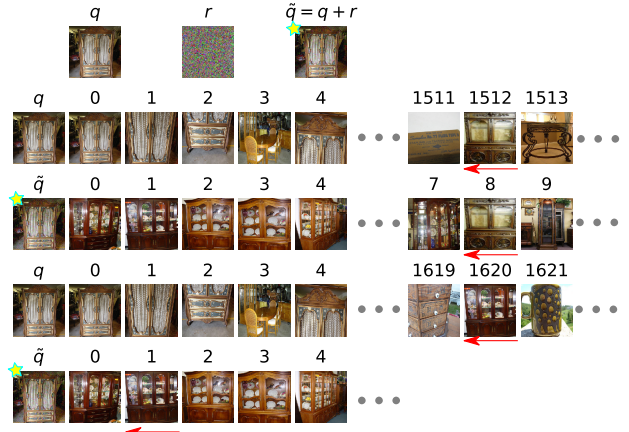 q r q̃ = q + r
q 0 1 2 3 4 1511 1512 1513
q̃ 0 1 2 3 4 7 8 9
q 0 1 2 3 4 1619 1620 1621
q̃ 0 1 2 3 4